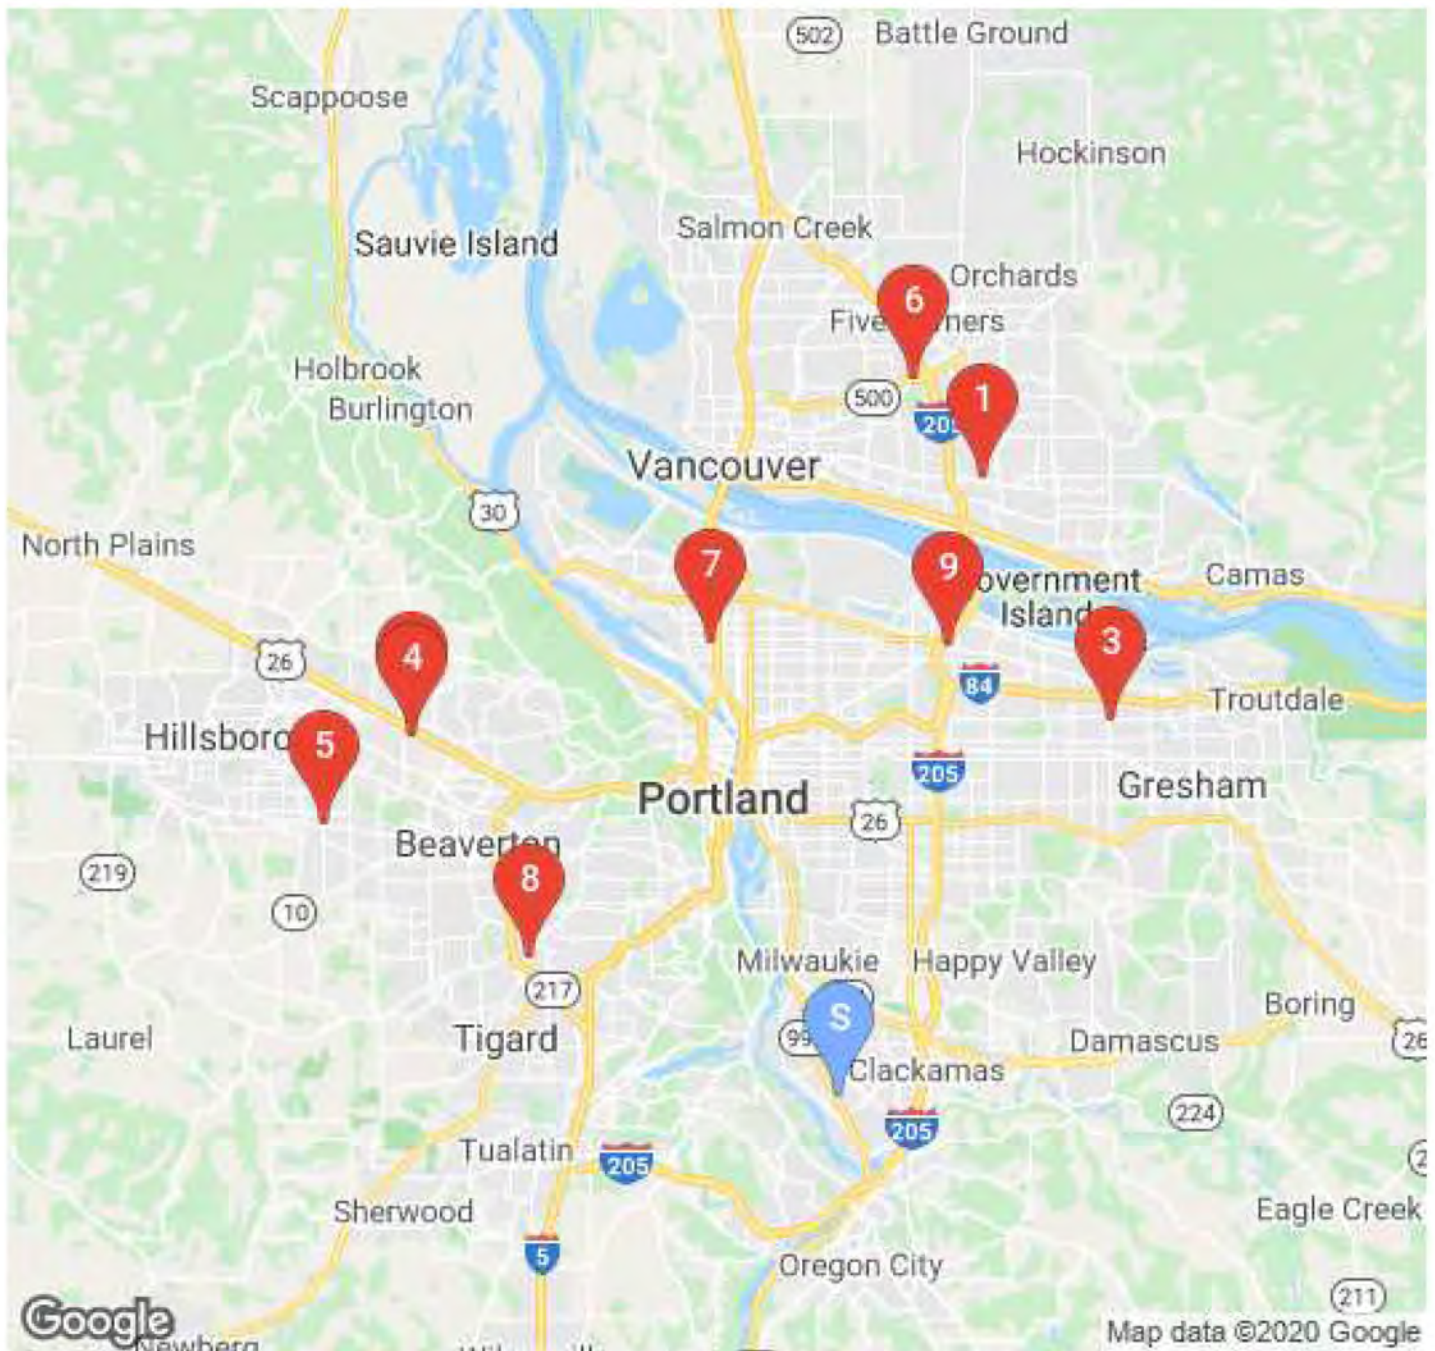 502
Battle Ground
Scappoose
Hockinson
Salmon Creek
Sauvie Island
Orchards
6
Five
ners
Holbrook
500
1
Burlington
Vancouver
30
North Plains
7
9
overnment
Camas
Island
3
4
26
84
Troutdale
Hillsboro
5
205
Portland
Gresham
26
Beaverton
219
8
10
Milwaukie
Happy Valley
217
Boring
S
99
Laurel
Tigard
Damascus
26
Clackamas
224
205
Tualatin
205
Sherwood
Eagle Creek
5
Oregon City
211
Google
Map data ©2020 Google
Newberg